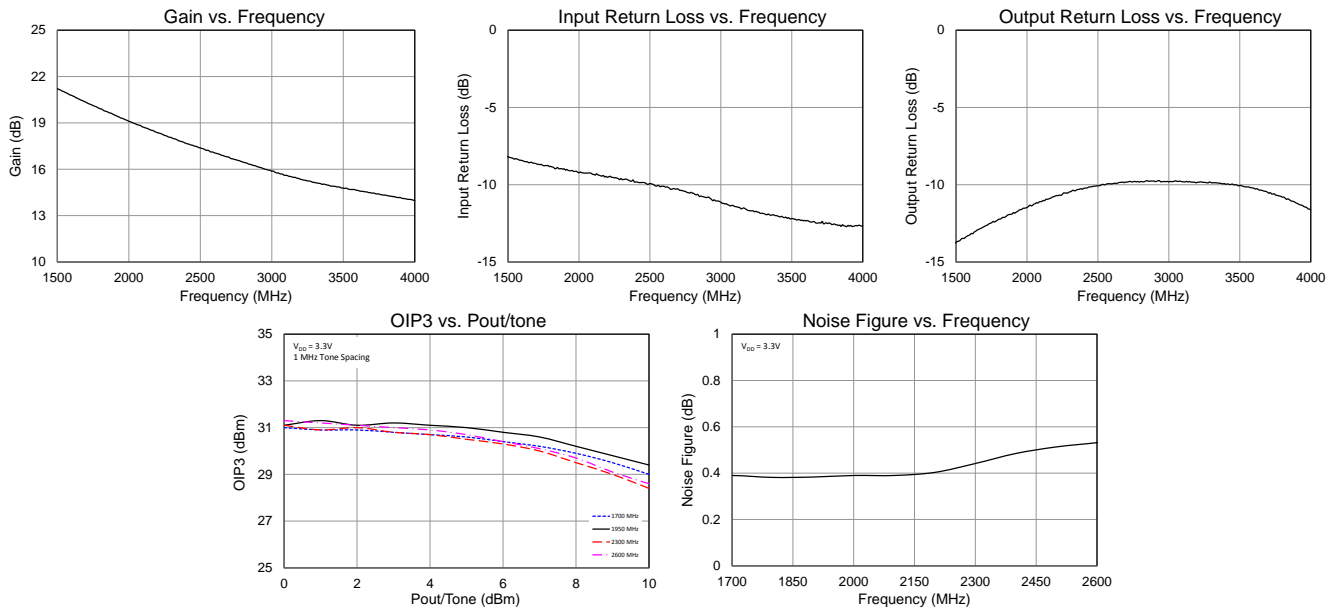 Gain vs. Frequency
25
22
19
16
13
10
Gain (dB)
1500 2000 2500 3000 3500 4000
Frequency (MHz)
Input Return Loss vs. Frequency
0
-5
-10
-15
Input Return Loss (dB)
1500 2000 2500 3000 3500 4000
Frequency (MHz)
Output Return Loss vs. Frequency
0
-5
-10
-15
Output Return Loss (dB)
1500 2000 2500 3000 3500 4000
Frequency (MHz)
OIP3 vs. Pout/tone
35
33
31
29
27
25
OIP3 (dBm)
VDD = 3.3V
1 MHz Tone Spacing
1700 MHz
1950 MHz
2300 MHz
2600 MHz
0 2 4 6 8 10
Pout/Tone (dBm)
Noise Figure vs. Frequency
1
0.8
0.6
0.4
0.2
0
Noise Figure (dB)
VDD = 3.3V
1700 1850 2000 2150 2300 2450 2600
Frequency (MHz)